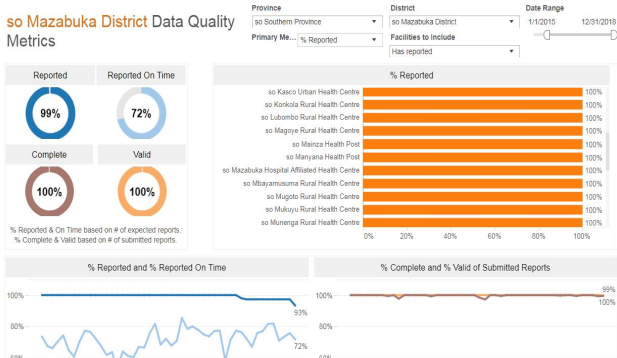 so Mazabuka District Data Quality
Metrics
Province
so Southern Province
District
so Mazabuka District
Date Range
1/1/2015
12/31/2018
Primary Me...
% Reported
Facilities to Include
Has reported
Reported
Reported On Time
99%
72%
Complete
Valid
100%
100%
% Reported & On Time based on # of expected reports.
% Complete & Valid based on # of submitted reports.
% Reported
so Kasco Urban Health Centre 100%
so Konkola Rural Health Centre 100%
so Lubombo Rural Health Centre 100%
so Magoye Rural Health Centre 100%
so Mainza Health Post 100%
so Manyana Health Post 100%
so Mazabuka Hospital Affiliated Health Centre 100%
so Mbayamusuma Rural Health Centre 100%
so Mugoto Rural Health Centre 100%
so Mukuyu Rural Health Centre 100%
so Munenga Rural Health Centre 100%
0% 20% 40% 60% 80% 100%
% Reported and % Reported On Time
100%
93%
80%
72%
60%
% Complete and % Valid of Submitted Reports
99%
100%
100%
80%
60%